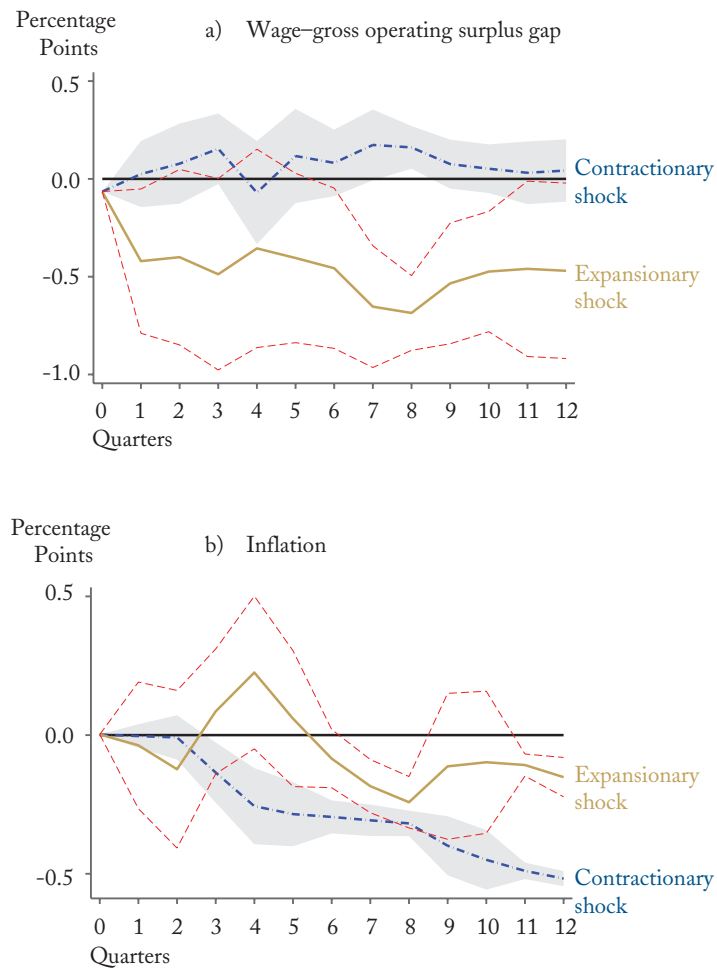 Percentage
Points
a) Wage–gross operating surplus gap
0.5
0.0
-0.5
-1.0
Contractionary
shock
Expansionary
shock
0 1 2 3 4 5 6 7 8 9 10 11 12
Quarters
Percentage
Points
b) Inflation
0.5
0.0
-0.5
Expansionary
shock
Contractionary
shock
0 1 2 3 4 5 6 7 8 9 10 11 12
Quarters